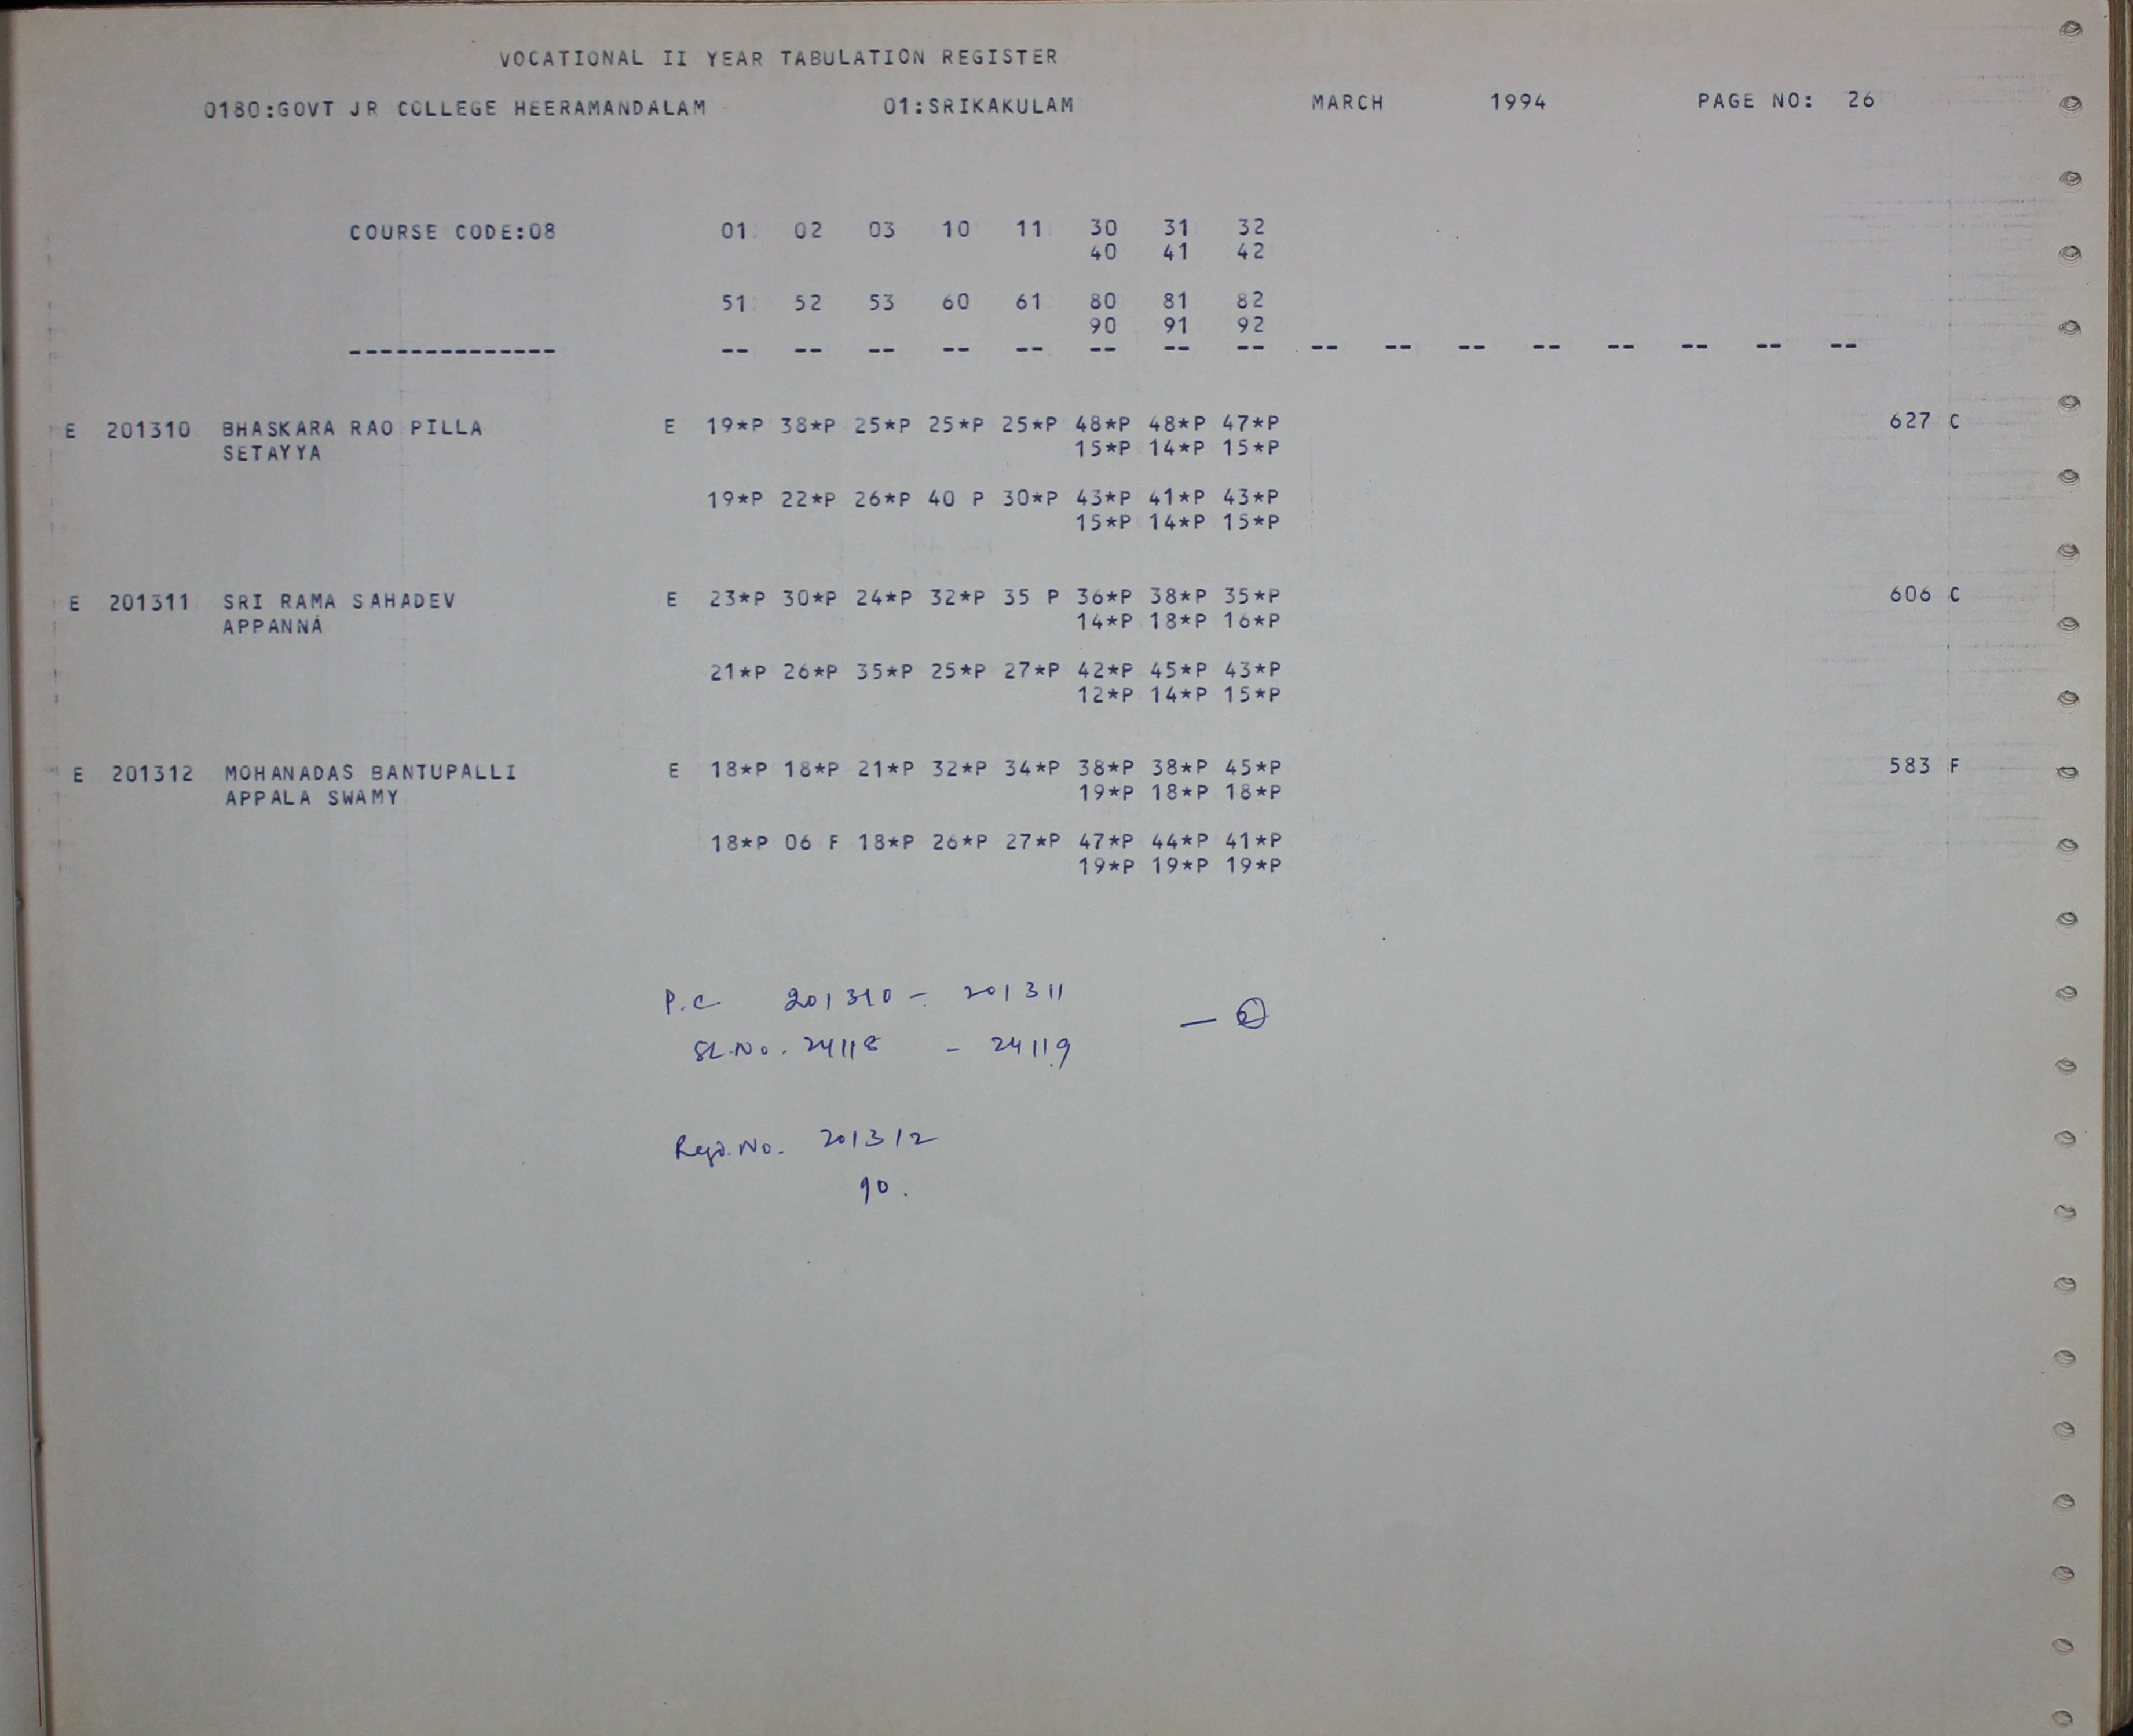 VOCATIONAL II YEAR TABULATION REGISTER
0180:GOVT JR COLLEGE HEERAMANDALAM 01:SRIKAKULAM MARCH 1994 PAGE NO: 26
COURSE CODE:08 01 02 03 10 11 30 31 32
40 41 42
51 52 53 60 61 80 81 82
90 91 92
-------------- -- -- -- -- -- -- -- -- -- -- -- -- -- -- -- --
E 201310 BHASKARA RAO PILLA E 19*P 38*P 25*P 25*P 25*P 48*P 48*P 47*P 627 C
SETAYYA 15*P 14*P 15*P
19*P 22*P 26*P 40 P 30*P 43*P 41*P 43*P
15*P 14*P 15*P
E 201311 SRI RAMA SAHADEV E 23*P 30*P 24*P 32*P 35 P 36*P 38*P 35*P 606 C
APPANNA 14*P 18*P 16*P
21*P 26*P 35*P 25*P 27*P 42*P 45*P 43*P
12*P 14*P 15*P
E 201312 MOHANADAS BANTUPALLI E 18*P 18*P 21*P 32*P 34*P 38*P 38*P 45*P 583 F
APPALA SWAMY 19*P 18*P 18*P
18*P 06 F 18*P 26*P 27*P 47*P 44*P 41*P
19*P 19*P 19*P
P.C 201310 - 201311
SL.No. 24118 - 24119
Regd.No. 201312
90.